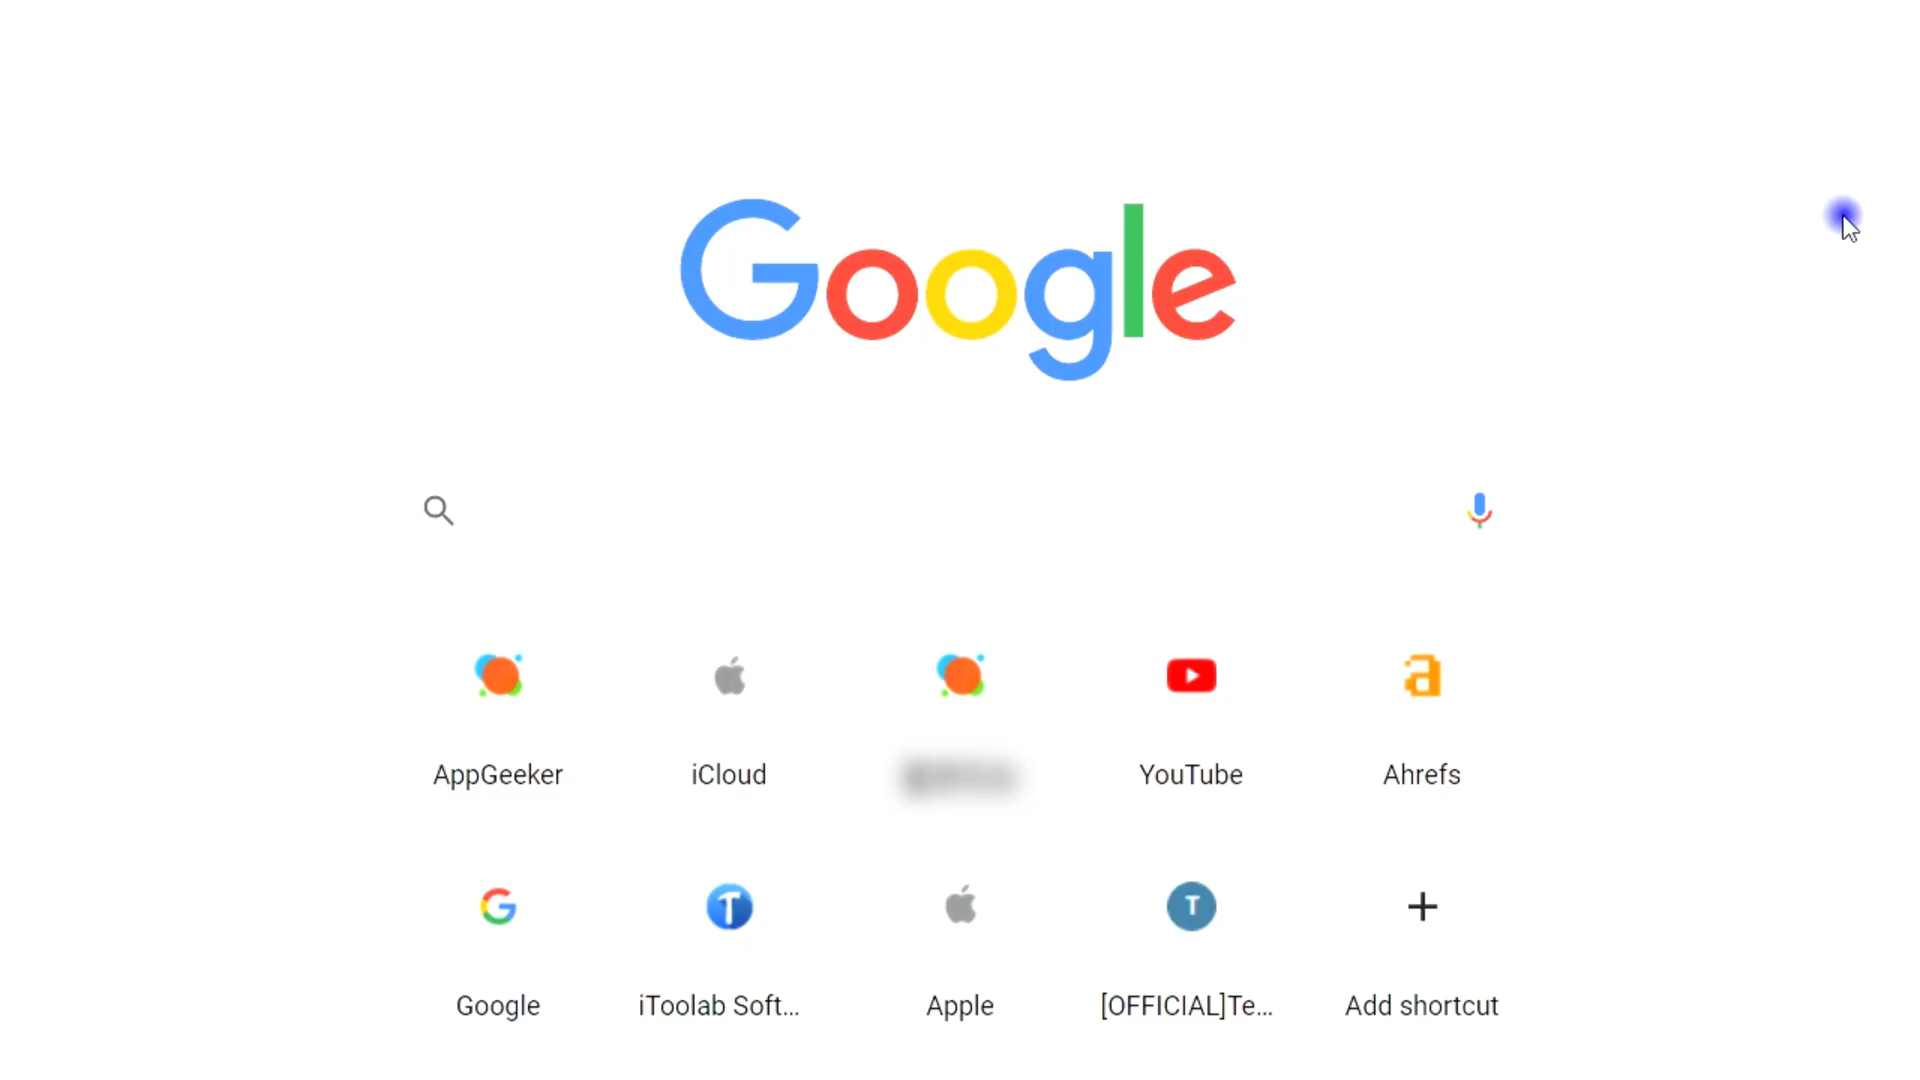 Google
AppGeeker
iCloud
YouTube
Ahrefs
Google
iToolab Soft...
Apple
T
[OFFICIAL]Te...
Add shortcut